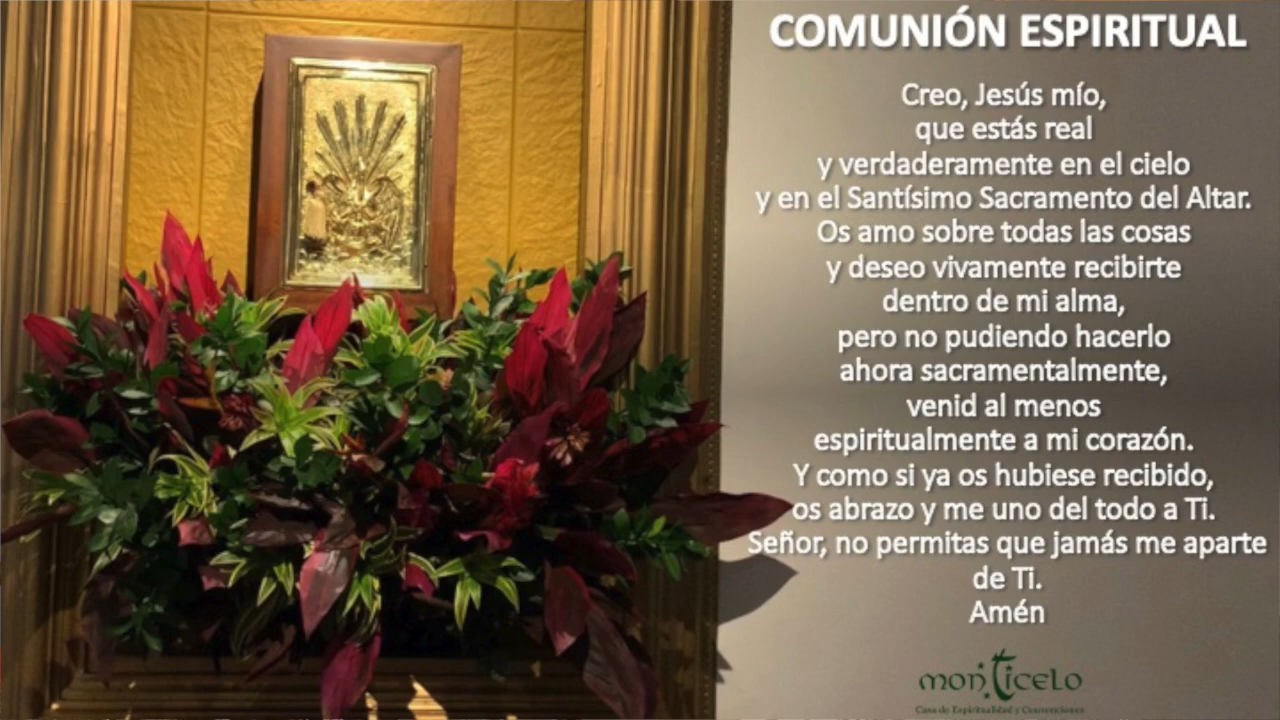 COMUNIÓN ESPIRITUAL
Creo, Jesús mío,
que estás real
y verdaderamente en el cielo
y en el Santísimo Sacramento del Altar.
Os amo sobre todas las cosas
y deseo vivamente recibirte
dentro de mi alma,
pero no pudiendo hacerlo
ahora sacramentalmente,
venid al menos
espiritualmente a mi corazón.
Y como si ya os hubiese recibido,
os abrazo y me uno del todo a Ti.
Señor, no permitas que jamás me aparte
de Ti.
Amén
monticelo
Casa de Espiritualidad y Convenciones